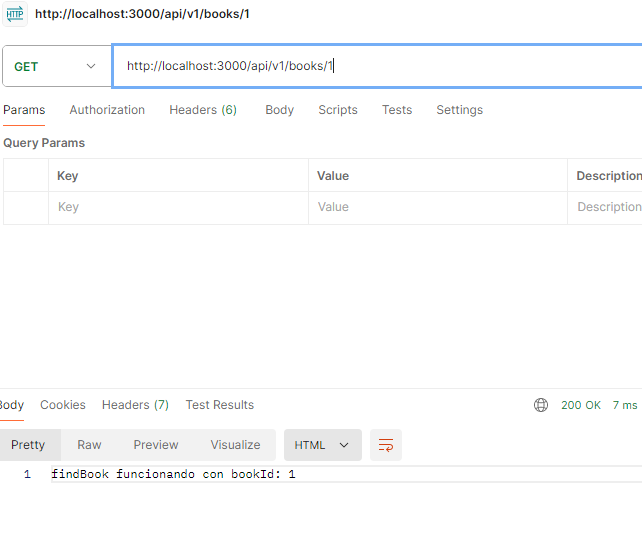 HTTP http://localhost:3000/api/v1/books/1
GET http://localhost:3000/api/v1/books/1
Params Authorization Headers (6) Body Scripts Tests Settings
Query Params
Key Value Description
Key Value Description
Body Cookies Headers (7) Test Results 200 OK 7 ms
Pretty Raw Preview Visualize HTML
1 findBook funcionando con bookId: 1